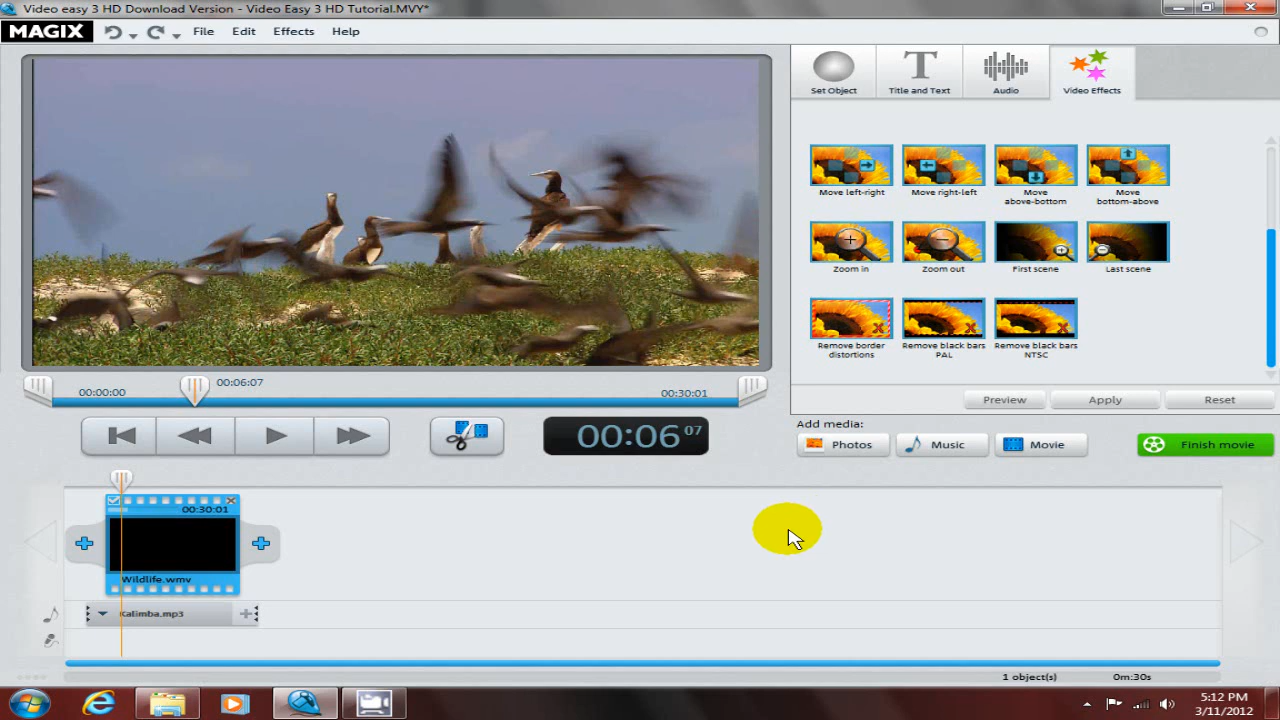 Video easy 3 HD Download Version - Video Easy 3 HD Tutorial.MVY*
MAGIX File Edit Effects Help
Set Object Title and Text Audio Video Effects
Move left-right Move right-left Move above-bottom Move bottom-above
Zoom in Zoom out First scene Last scene
Remove border distortions Remove black bars PAL Remove black bars NTSC
00:00:00 00:06:07 00:30:01
Preview Apply Reset
00:06 07
Add media:
Photos Music Movie Finish movie
00:30:01
Wildlife.wmv
Kalimba.mp3
1 object(s) 0m:30s
5:12 PM
3/11/2012